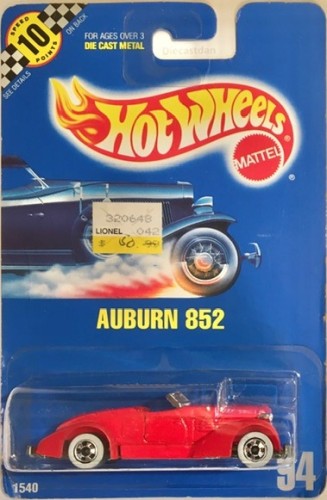 SPEED
10
POINTS
SEE DETAILS
ON BACK
FOR AGES OVER 3
DIE CAST METAL
Diecastdan
Hot Wheels
MATTEL
320648
LIONEL 042
AUBURN 852
1540
94